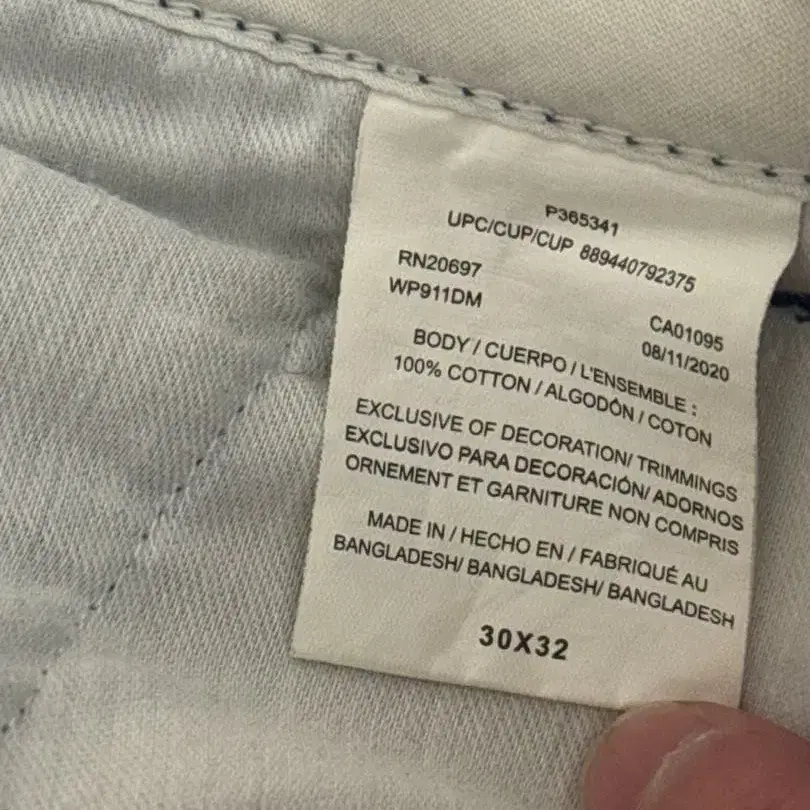 P365341
UPC/CUP/CUP 889440792375
RN20697
WP911DM
CA01095
08/11/2020
BODY / CUERPO / L'ENSEMBLE :
100% COTTON / ALGODÓN / COTON
EXCLUSIVE OF DECORATION/ TRIMMINGS
EXCLUSIVO PARA DECORACIÓN/ ADORNOS
ORNEMENT ET GARNITURE NON COMPRIS
MADE IN / HECHO EN / FABRIQUÉ AU
BANGLADESH/ BANGLADESH/ BANGLADESH
30X32